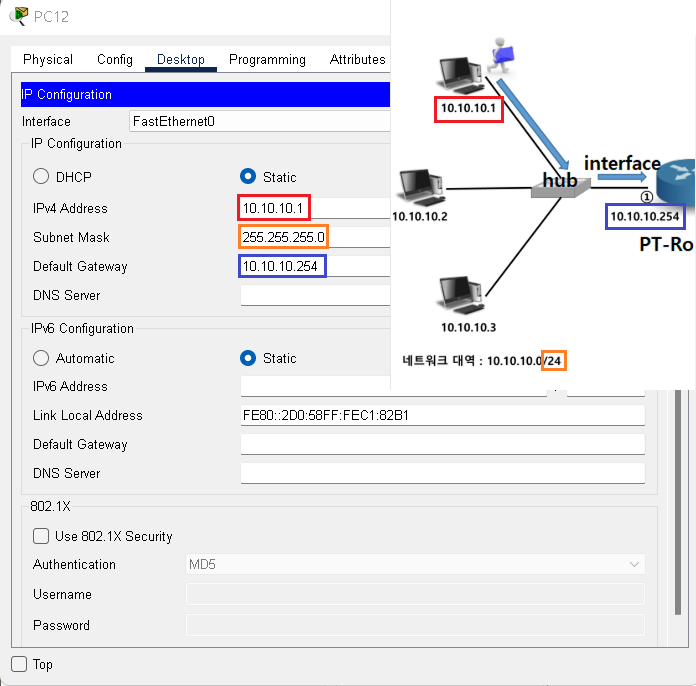 PC12
Physical Config Desktop Programming Attributes
IP Configuration
Interface FastEthernet0
IP Configuration
DHCP Static
IPv4 Address 10.10.10.1
Subnet Mask 255.255.255.0
Default Gateway 10.10.10.254
DNS Server
IPv6 Configuration
Automatic Static
IPv6 Address
Link Local Address FE80::2D0:58FF:FEC1:82B1
Default Gateway
DNS Server
802.1X
Use 802.1X Security
Authentication MD5
Username
Password
Top
10.10.10.1
interface
hub
①
10.10.10.2
10.10.10.254
PT-Ro
10.10.10.3
네트워크 대역 : 10.10.10.0/24